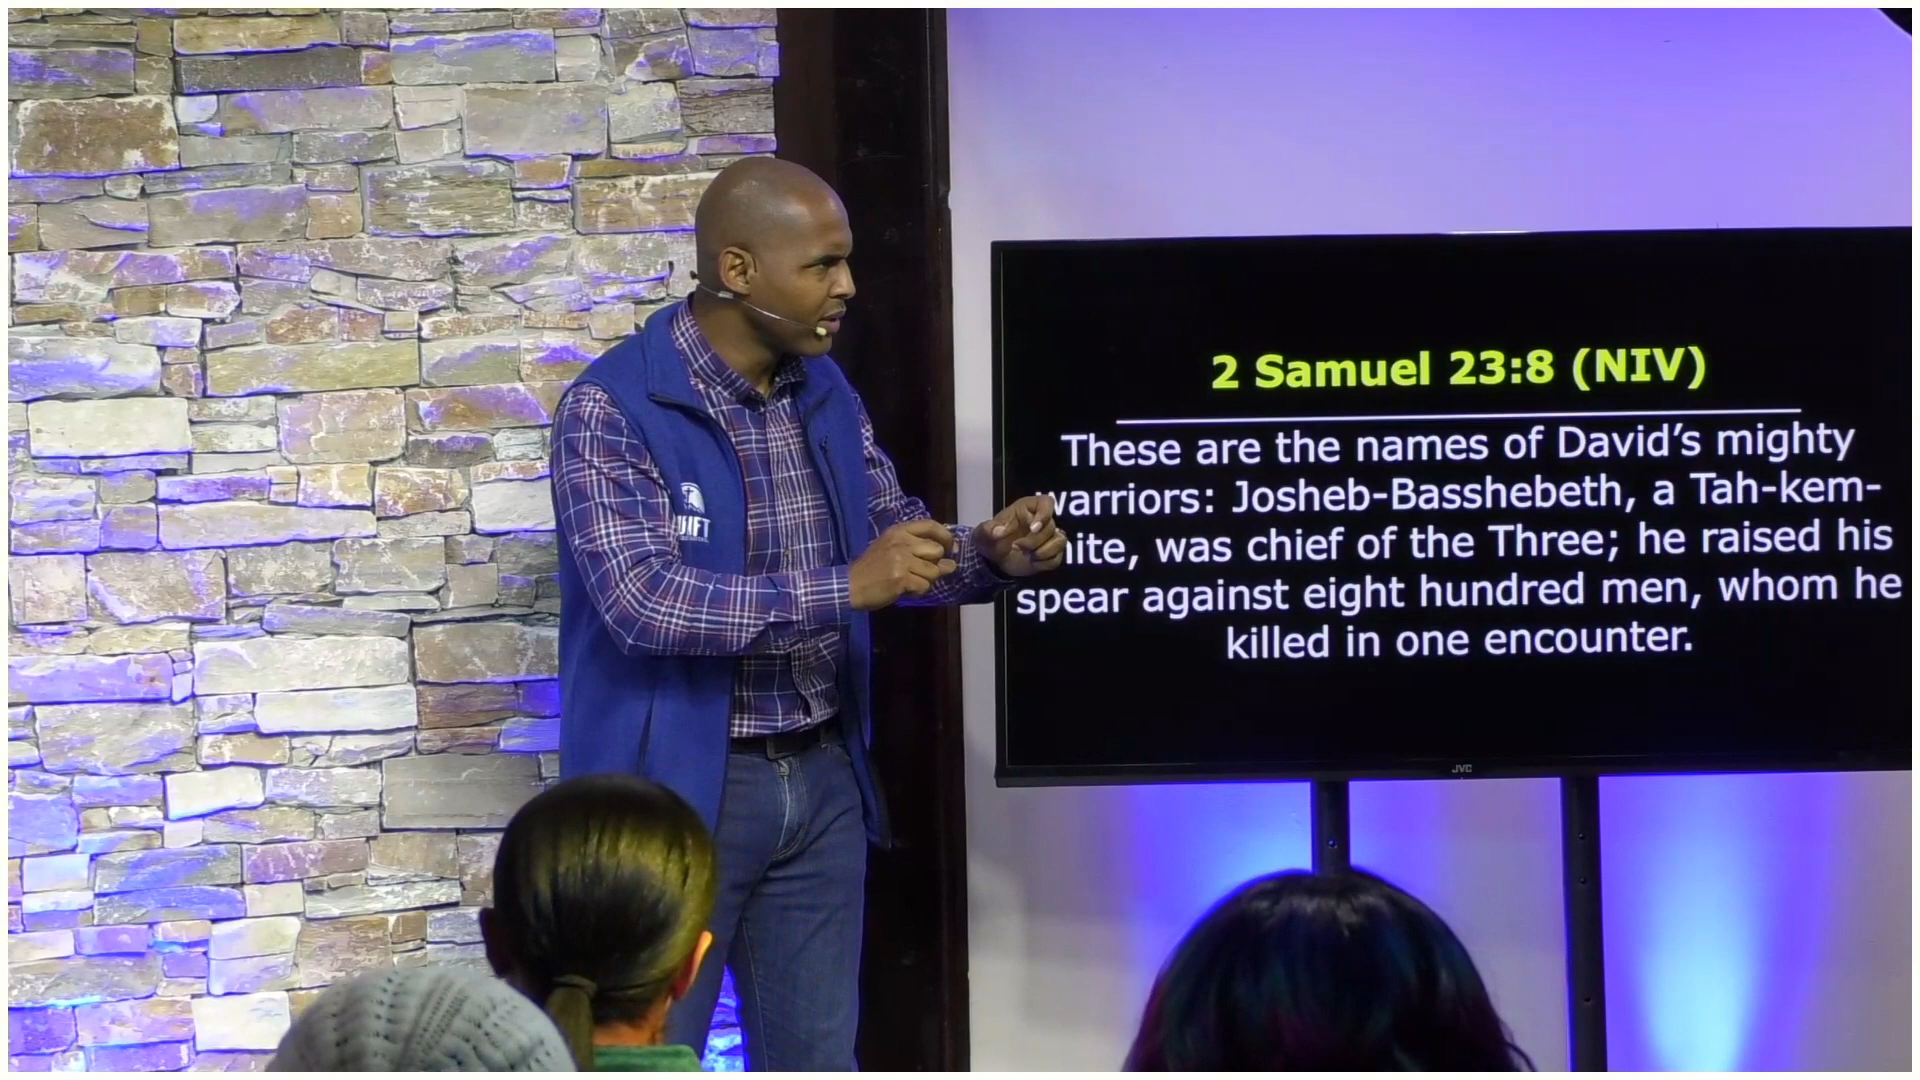 2 Samuel 23:8 (NIV)
These are the names of David's mighty
warriors: Josheb-Basshebeth, a Tah-kem-
was chief of the Three; he raised his
spear against eight hundred men, whom he
killed in one encounter.
JVC